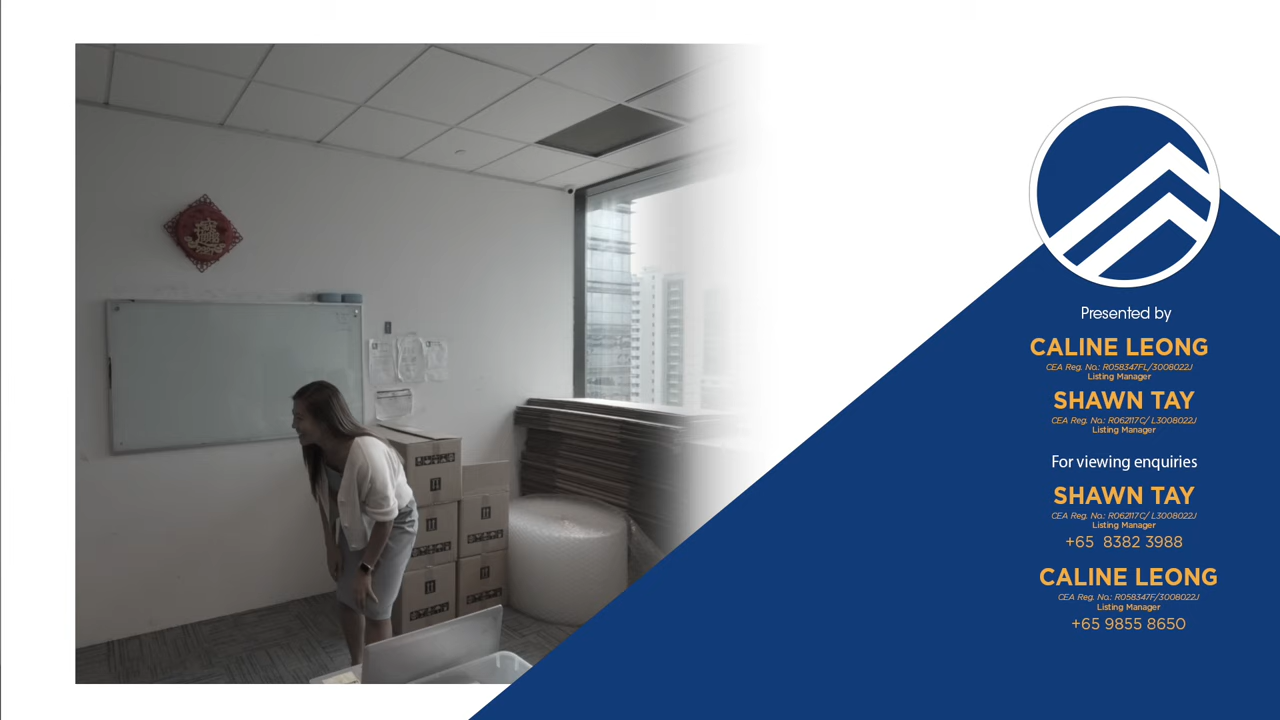 Presented by
CALINE LEONG
CEA Reg. No.: R058347FL/3008022J
Listing Manager
SHAWN TAY
CEA Reg. No.: R062117C/ L3008022J
Listing Manager
For viewing enquiries
SHAWN TAY
CEA Reg. No.: R062117C/ L3008022J
Listing Manager
+65 8382 3988
CALINE LEONG
CEA Reg. No.: R058347F/3008022J
Listing Manager
+65 9855 8650